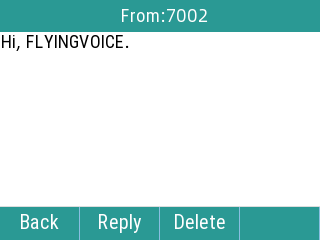 From:7002
Hi, FLYINGVOICE.
Back Reply Delete